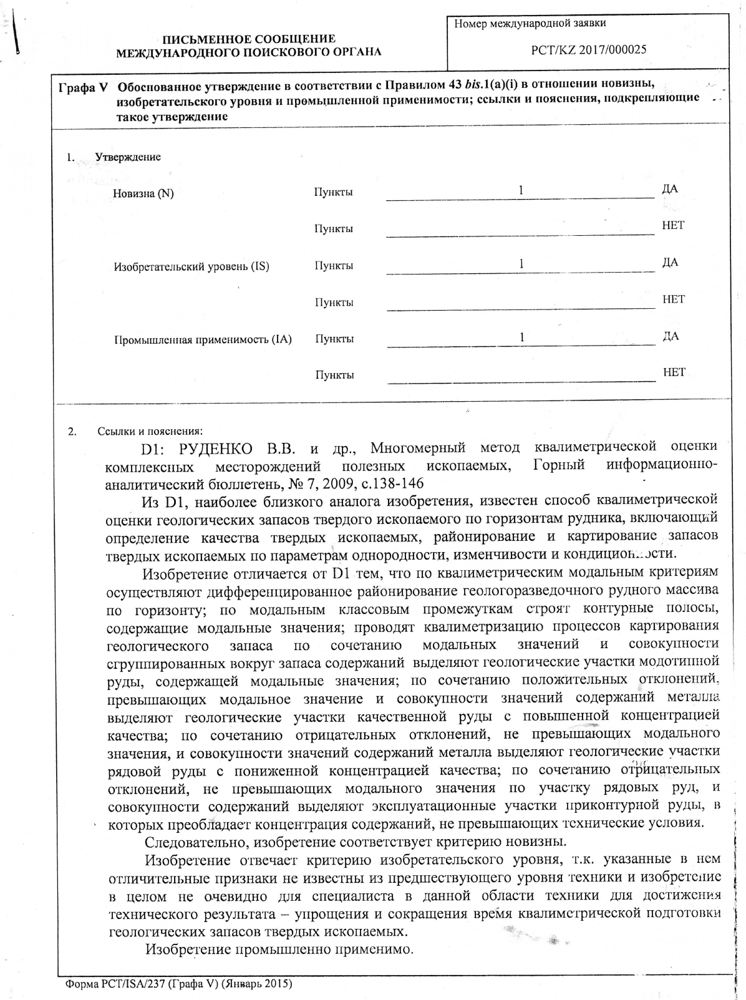 ПИСЬМЕННОЕ СООБЩЕНИЕ
МЕЖДУНАРОДНОГО ПОИСКОВОГО ОРГАНА
Номер международной заявки
PCT/KZ 2017/000025
Графа V Обоснованное утверждение в соответствии с Правилом 43 bis.1(a)(i) в отношении новизны,
изобретательского уровня и промышленной применимости; ссылки и пояснения, подкрепляющие
такое утверждение
1. Утверждение
Новизна (N) Пункты 1 ДА
Пункты НЕТ
Изобретательский уровень (IS) Пункты 1 ДА
Пункты НЕТ
Промышленная применимость (IA) Пункты 1 ДА
Пункты НЕТ
2. Ссылки и пояснения:
D1: РУДЕНКО В.В. и др., Многомерный метод квалиметрической оценки
комплексных месторождений полезных ископаемых, Горный информационно-
аналитический бюллетень, № 7, 2009, с.138-146
Из D1, наиболее близкого аналога изобретения, известен способ квалиметрической
оценки геологических запасов твердого ископаемого по горизонтам рудника, включающий
определение качества твердых ископаемых, районирование и картирование запасов
твердых ископаемых по параметрам однородности, изменчивости и кондиционности.
Изобретение отличается от D1 тем, что по квалиметрическим модальным критериям
осуществляют дифференцированное районирование геологоразведочного рудного массива
по горизонту; по модальным классовым промежуткам строят контурные полосы,
содержащие модальные значения; проводят квалиметризацию процессов картирования
геологического запаса по сочетанию модальных значений и совокупности
сгруппированных вокруг запаса содержаний выделяют геологические участки модотипной
руды, содержащей модальные значения; по сочетанию положительных отклонений,
превышающих модальное значение и совокупности значений содержаний металла
выделяют геологические участки качественной руды с повышенной концентрацией
качества; по сочетанию отрицательных отклонений, не превышающих модального
значения, и совокупности значений содержаний металла выделяют геологические участки
рядовой руды с пониженной концентрацией качества; по сочетанию отрицательных
отклонений, не превышающих модального значения по участку рядовых руд, и
совокупности содержаний выделяют эксплуатационные участки приконтурной руды, в
которых преобладает концентрация содержаний, не превышающих технические условия.
Следовательно, изобретение соответствует критерию новизны.
Изобретение отвечает критерию изобретательского уровня, т.к. указанные в нем
отличительные признаки не известны из предшествующего уровня техники и изобретение
в целом не очевидно для специалиста в данной области техники для достижения
технического результата – упрощения и сокращения время квалиметрической подготовки
геологических запасов твердых ископаемых.
Изобретение промышленно применимо.
Форма PCT/ISA/237 (Графа V) (Январь 2015)